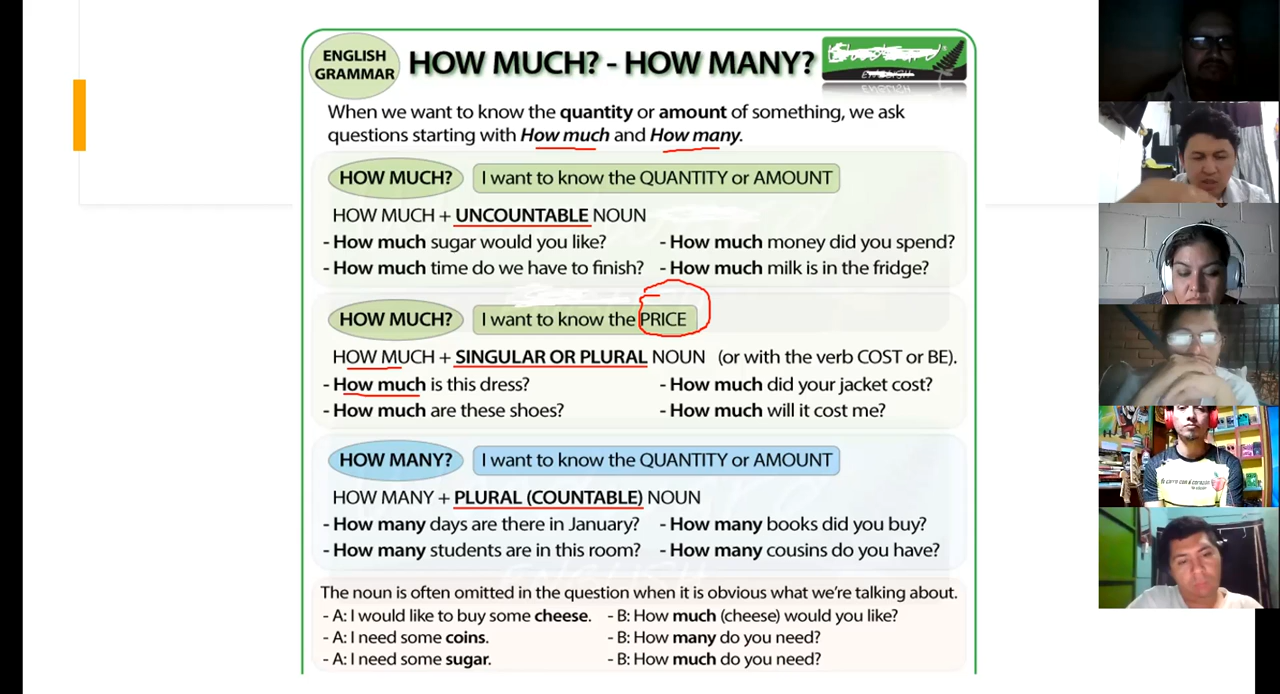 ENGLISH
GRAMMAR
HOW MUCH? - HOW MANY?
ENGLISH
When we want to know the quantity or amount of something, we ask
questions starting with How much and How many.
HOW MUCH? I want to know the QUANTITY or AMOUNT
HOW MUCH + UNCOUNTABLE NOUN
- How much sugar would you like? - How much money did you spend?
- How much time do we have to finish? - How much milk is in the fridge?
HOW MUCH? I want to know the PRICE
HOW MUCH + SINGULAR OR PLURAL NOUN (or with the verb COST or BE).
- How much is this dress? - How much did your jacket cost?
- How much are these shoes? - How much will it cost me?
HOW MANY? I want to know the QUANTITY or AMOUNT
HOW MANY + PLURAL (COUNTABLE) NOUN
- How many days are there in January? - How many books did you buy?
- How many students are in this room? - How many cousins do you have?
The noun is often omitted in the question when it is obvious what we're talking about.
- A: I would like to buy some cheese. - B: How much (cheese) would you like?
- A: I need some coins. - B: How many do you need?
- A: I need some sugar. - B: How much do you need?